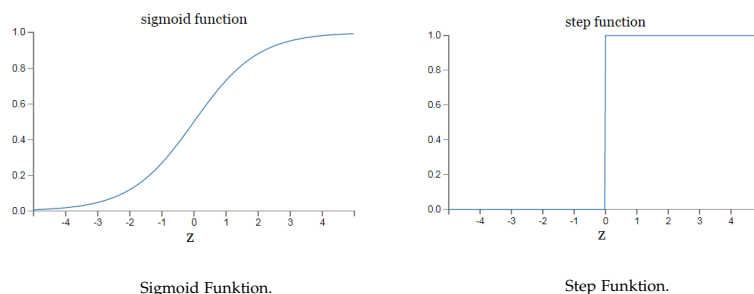 sigmoid function
1.0
0.8
0.6
0.4
0.2
0.0
-4 -3 -2 -1 0 1 2 3 4
Z
Sigmoid Funktion.
step function
1.0
0.8
0.6
0.4
0.2
0.0
-4 -3 -2 -1 0 1 2 3 4
Z
Step Funktion.